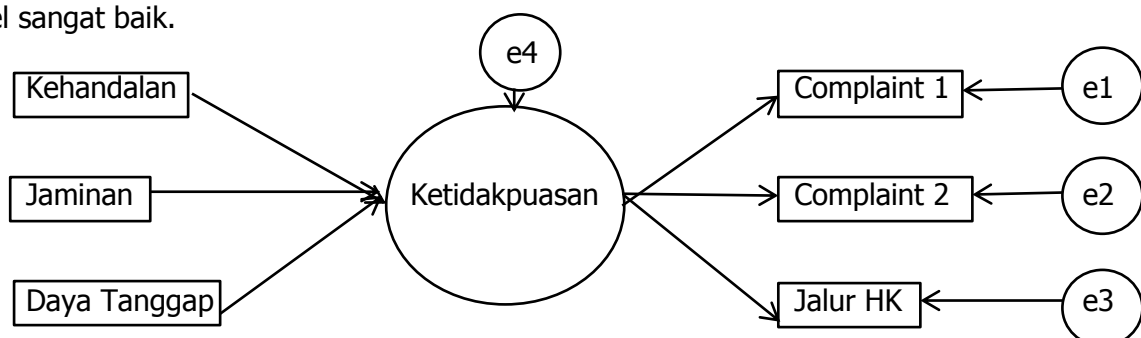 el sangat baik.
e4
Kehandalan
Complaint 1
e1
Jaminan
Ketidakpuasan
Complaint 2
e2
Daya Tanggap
Jalur HK
e3